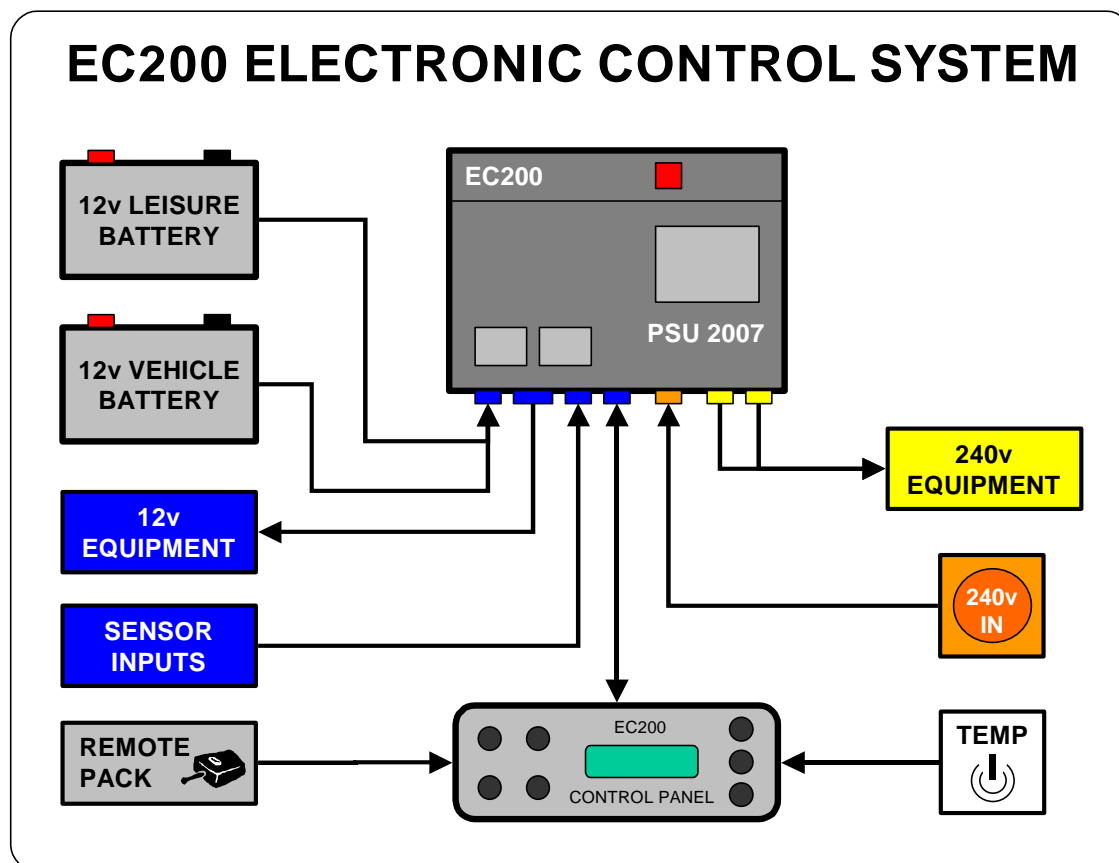 EC200 ELECTRONIC CONTROL SYSTEM
12v LEISURE
BATTERY
EC200
PSU 2007
12v VEHICLE
BATTERY
240v
EQUIPMENT
12v
EQUIPMENT
240v
IN
SENSOR
INPUTS
REMOTE
PACK
EC200
CONTROL PANEL
TEMP